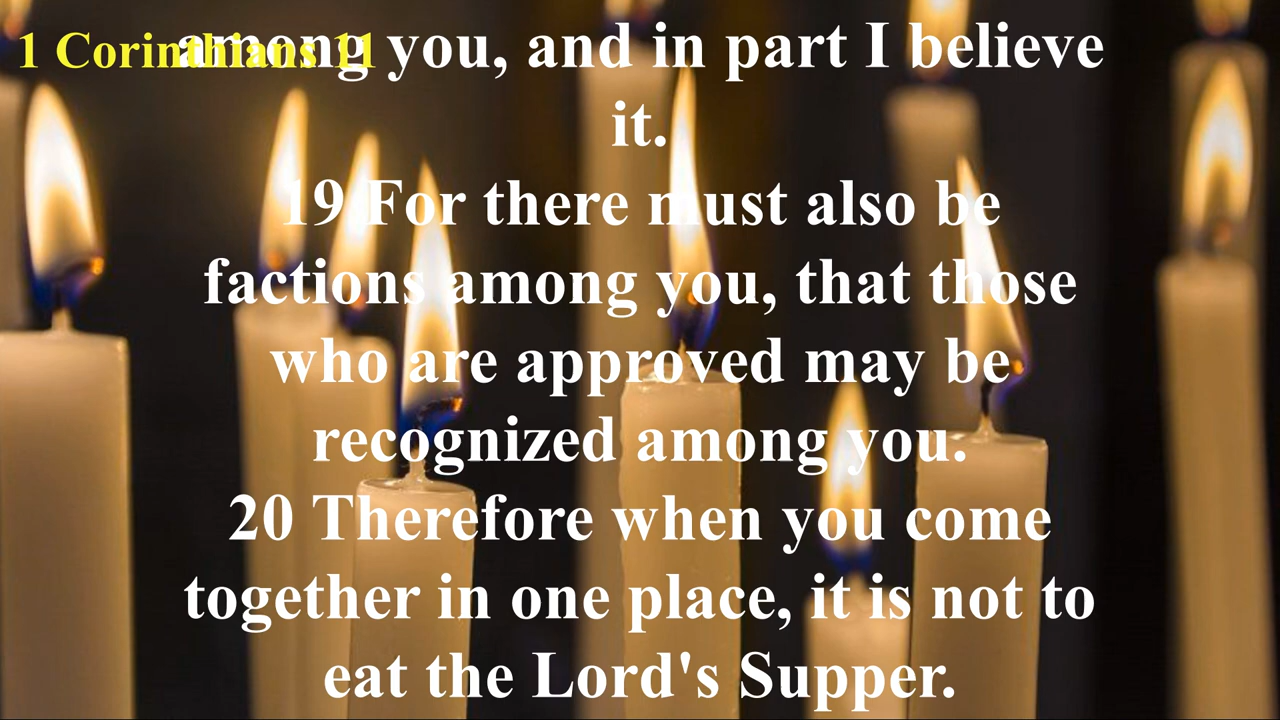 1 Corinthians 11
among you, and in part I believe
it.
19 For there must also be
factions among you, that those
who are approved may be
recognized among you.
20 Therefore when you come
together in one place, it is not to
eat the Lord's Supper.